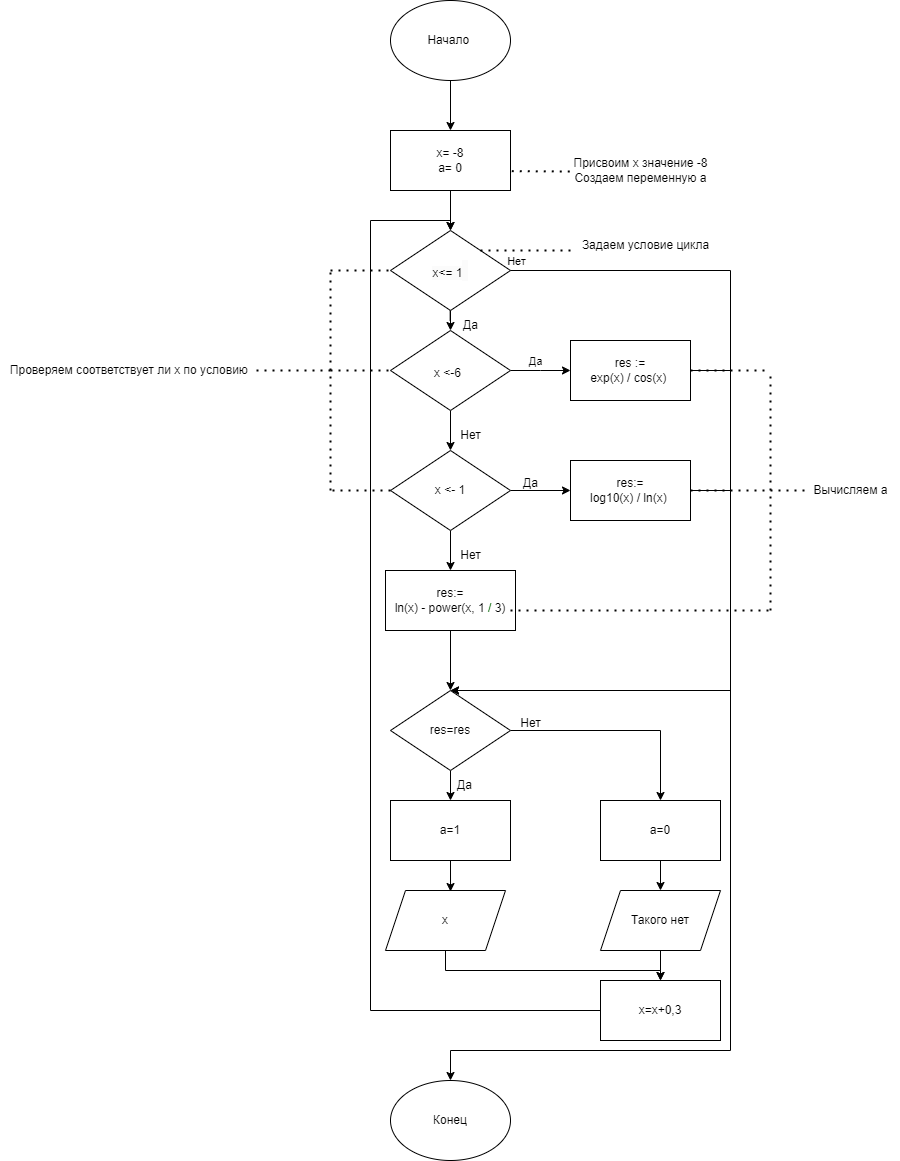 Начало
x= -8
a= 0
Присвоим x значение -8
Создаем переменную a
Задаем условие цикла
Нет
x<= 1
Да
Проверяем соответствует ли x по условию
x <-6
Да
res :=
exp(x) / cos(x)
Нет
x <- 1
Да
res:=
log10(x) / ln(x)
Вычисляем a
Нет
res:=
ln(x) - power(x, 1 / 3)
res=res
Нет
Да
a=1
a=0
x
Такого нет
x=x+0,3
Конец